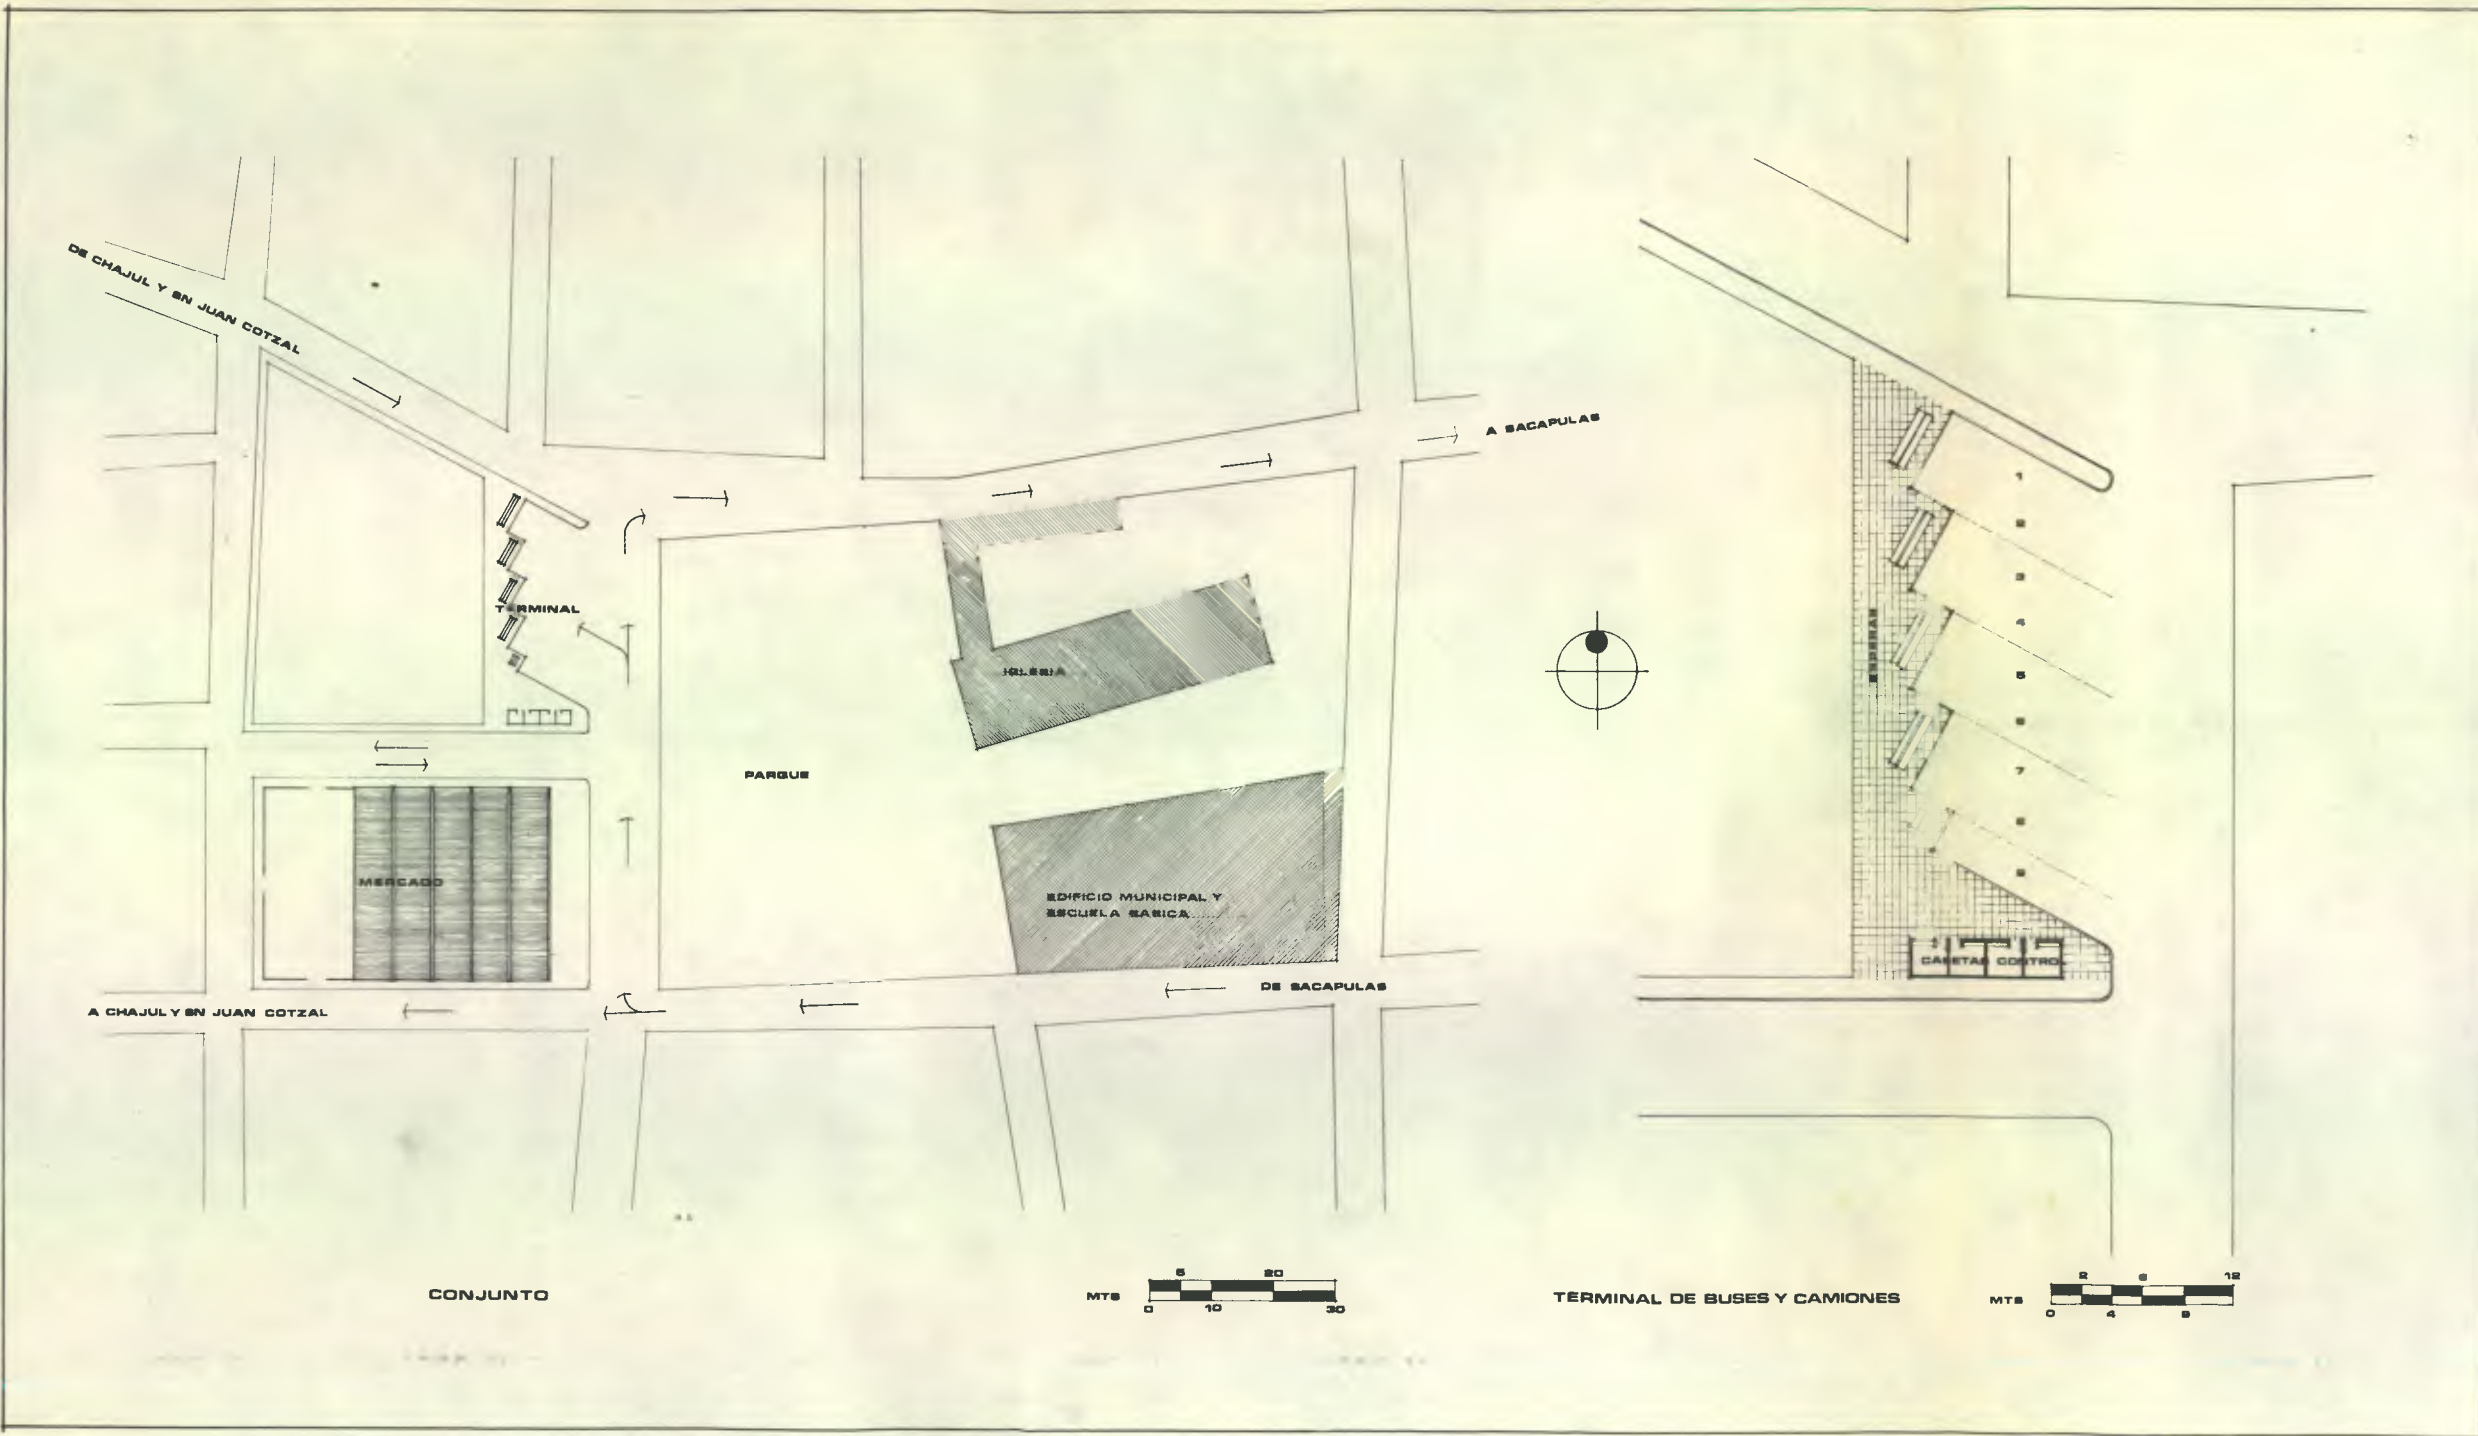 DE CHAJUL Y SN JUAN COTZAL
A SACAPULAS
TERMINAL
IGLESIA
PARQUE
MERCADO
EDIFICIO MUNICIPAL Y
ESCUELA BASICA
DE SACAPULAS
A CHAJUL Y SN JUAN COTZAL
CONJUNTO
MTS
5 20
0 10 30
1
2
3
4
5
6
7
8
9
CASETAS CONTROL
TERMINAL DE BUSES Y CAMIONES
MTS
2 6 12
0 4 9